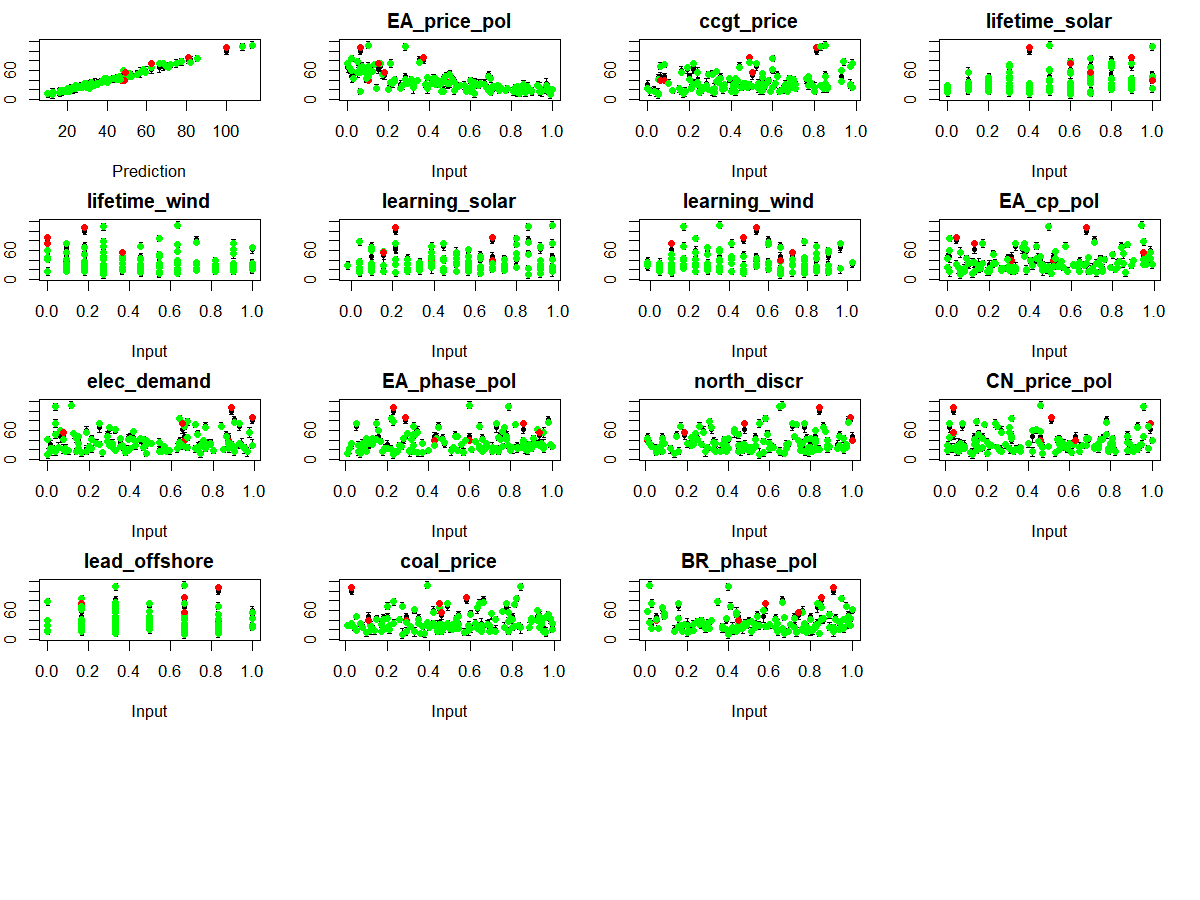 EA_price_pol ccgt_price lifetime_solar
60 60 60 60
20 40 60 80 100 0.0 0.2 0.4 0.6 0.8 1.0 0.0 0.2 0.4 0.6 0.8 1.0 0.0 0.2 0.4 0.6 0.8 1.0
0 0 0 0
Prediction Input Input Input
lifetime_wind learning_solar learning_wind EA_cp_pol
60 60 60 60
0 0 0 0
0.0 0.2 0.4 0.6 0.8 1.0 0.0 0.2 0.4 0.6 0.8 1.0 0.0 0.2 0.4 0.6 0.8 1.0 0.0 0.2 0.4 0.6 0.8 1.0
Input Input Input Input
elec_demand EA_phase_pol north_discr CN_price_pol
60 60 60 60
0 0 0 0
0.0 0.2 0.4 0.6 0.8 1.0 0.0 0.2 0.4 0.6 0.8 1.0 0.0 0.2 0.4 0.6 0.8 1.0 0.0 0.2 0.4 0.6 0.8 1.0
Input Input Input Input
lead_offshore coal_price BR_phase_pol
60 60 60
0 0 0
0.0 0.2 0.4 0.6 0.8 1.0 0.0 0.2 0.4 0.6 0.8 1.0 0.0 0.2 0.4 0.6 0.8 1.0
Input Input Input